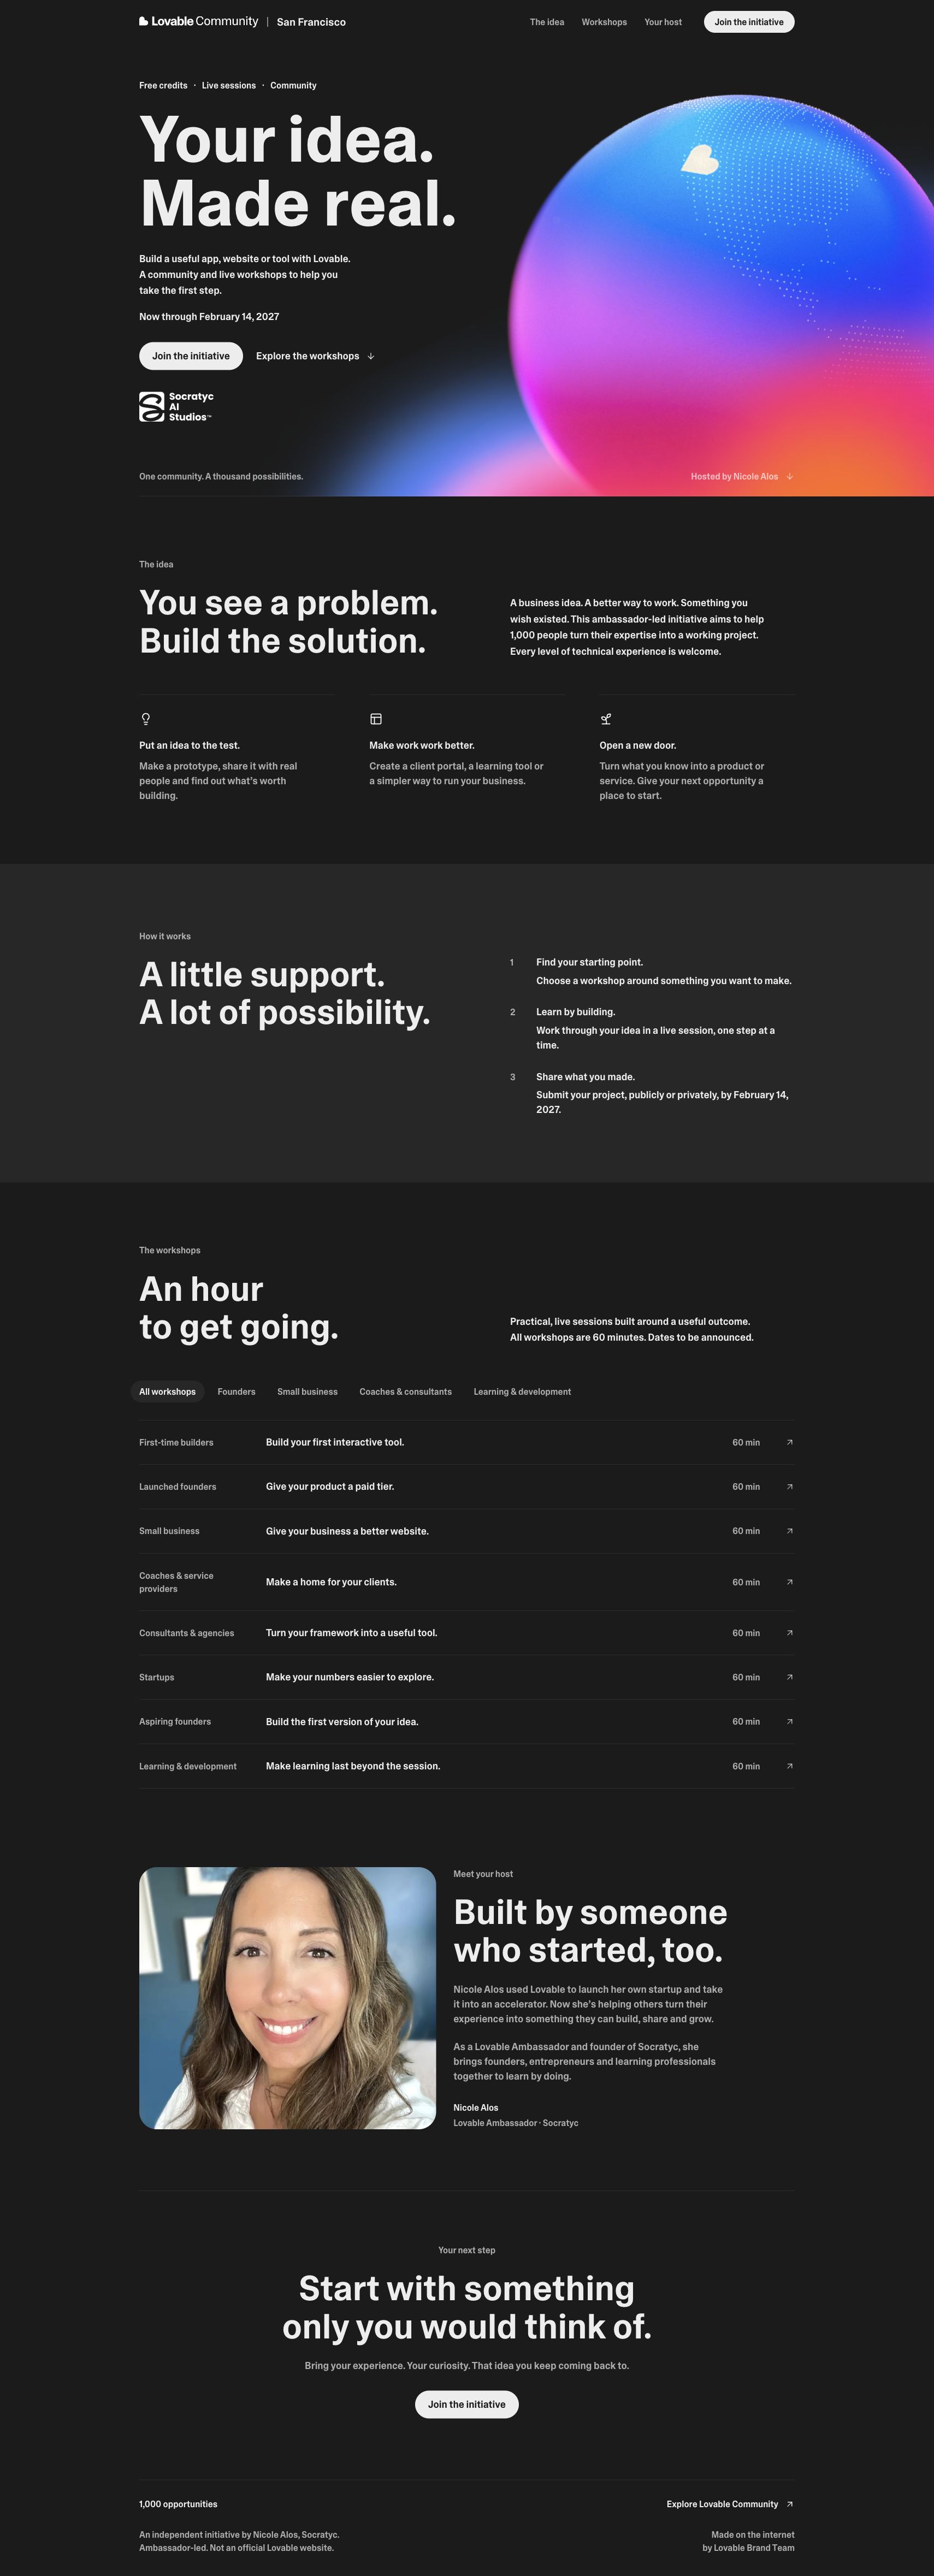 Lovable Community | San Francisco
The idea
Workshops
Your host
Join the initiative
Free credits · Live sessions · Community
Your idea.
Made real.
Build a useful app, website or tool with Lovable.
A community and live workshops to help you
take the first step.
Now through February 14, 2027
Join the initiative
Explore the workshops ↓
Socratyc
AI
Studios™
One community. A thousand possibilities.
Hosted by Nicole Alos ↓
The idea
You see a problem.
Build the solution.
A business idea. A better way to work. Something you
wish existed. This ambassador-led initiative aims to help
1,000 people turn their expertise into a working project.
Every level of technical experience is welcome.
Put an idea to the test.
Make a prototype, share it with real
people and find out what's worth
building.
Make work work better.
Create a client portal, a learning tool or
a simpler way to run your business.
Open a new door.
Turn what you know into a product or
service. Give your next opportunity a
place to start.
How it works
A little support.
A lot of possibility.
1 Find your starting point.
Choose a workshop around something you want to make.
2 Learn by building.
Work through your idea in a live session, one step at a
time.
3 Share what you made.
Submit your project, publicly or privately, by February 14,
2027.
The workshops
An hour
to get going.
Practical, live sessions built around a useful outcome.
All workshops are 60 minutes. Dates to be announced.
All workshops
Founders
Small business
Coaches & consultants
Learning & development
First-time builders Build your first interactive tool. 60 min ↗
Launched founders Give your product a paid tier. 60 min ↗
Small business Give your business a better website. 60 min ↗
Coaches & service
providers
Make a home for your clients. 60 min ↗
Consultants & agencies Turn your framework into a useful tool. 60 min ↗
Startups Make your numbers easier to explore. 60 min ↗
Aspiring founders Build the first version of your idea. 60 min ↗
Learning & development Make learning last beyond the session. 60 min ↗
Meet your host
Built by someone
who started, too.
Nicole Alos used Lovable to launch her own startup and take
it into an accelerator. Now she's helping others turn their
experience into something they can build, share and grow.
As a Lovable Ambassador and founder of Socratyc, she
brings founders, entrepreneurs and learning professionals
together to learn by doing.
Nicole Alos
Lovable Ambassador · Socratyc
Your next step
Start with something
only you would think of.
Bring your experience. Your curiosity. That idea you keep coming back to.
Join the initiative
1,000 opportunities
Explore Lovable Community ↗
An independent initiative by Nicole Alos, Socratyc.
Ambassador-led. Not an official Lovable website.
Made on the internet
by Lovable Brand Team